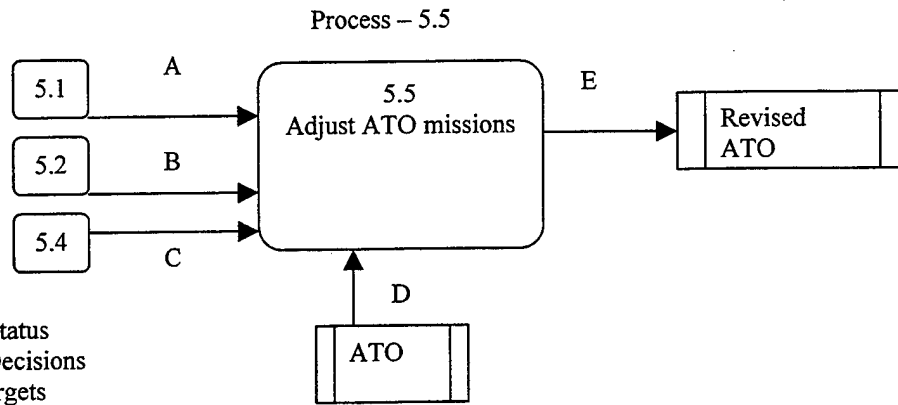 Process – 5.5
A
5.1
5.5
Adjust ATO missions
E
Revised
ATO
5.2
B
5.4
C
D
ATO
tatus
ecisions
rgets